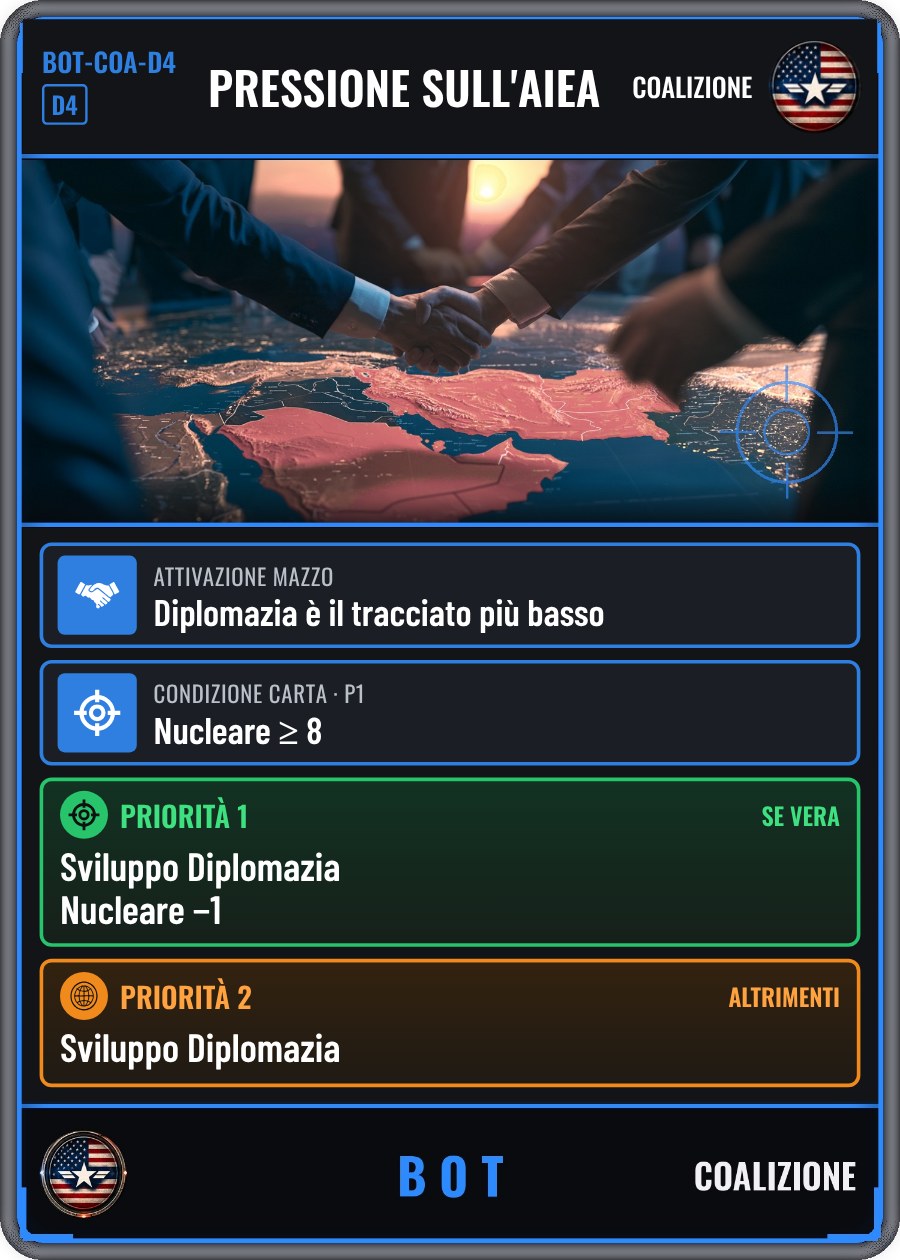 BOT-COA-D4
D4
PRESSIONE SULL'AIEA
COALIZIONE
ATTIVAZIONE MAZZO
Diplomazia è il tracciato più basso
CONDIZIONE CARTA · P1
Nucleare ≥ 8
PRIORITÀ 1
SE VERA
Sviluppo Diplomazia
Nucleare −1
PRIORITÀ 2
ALTRIMENTI
Sviluppo Diplomazia
BOT
COALIZIONE